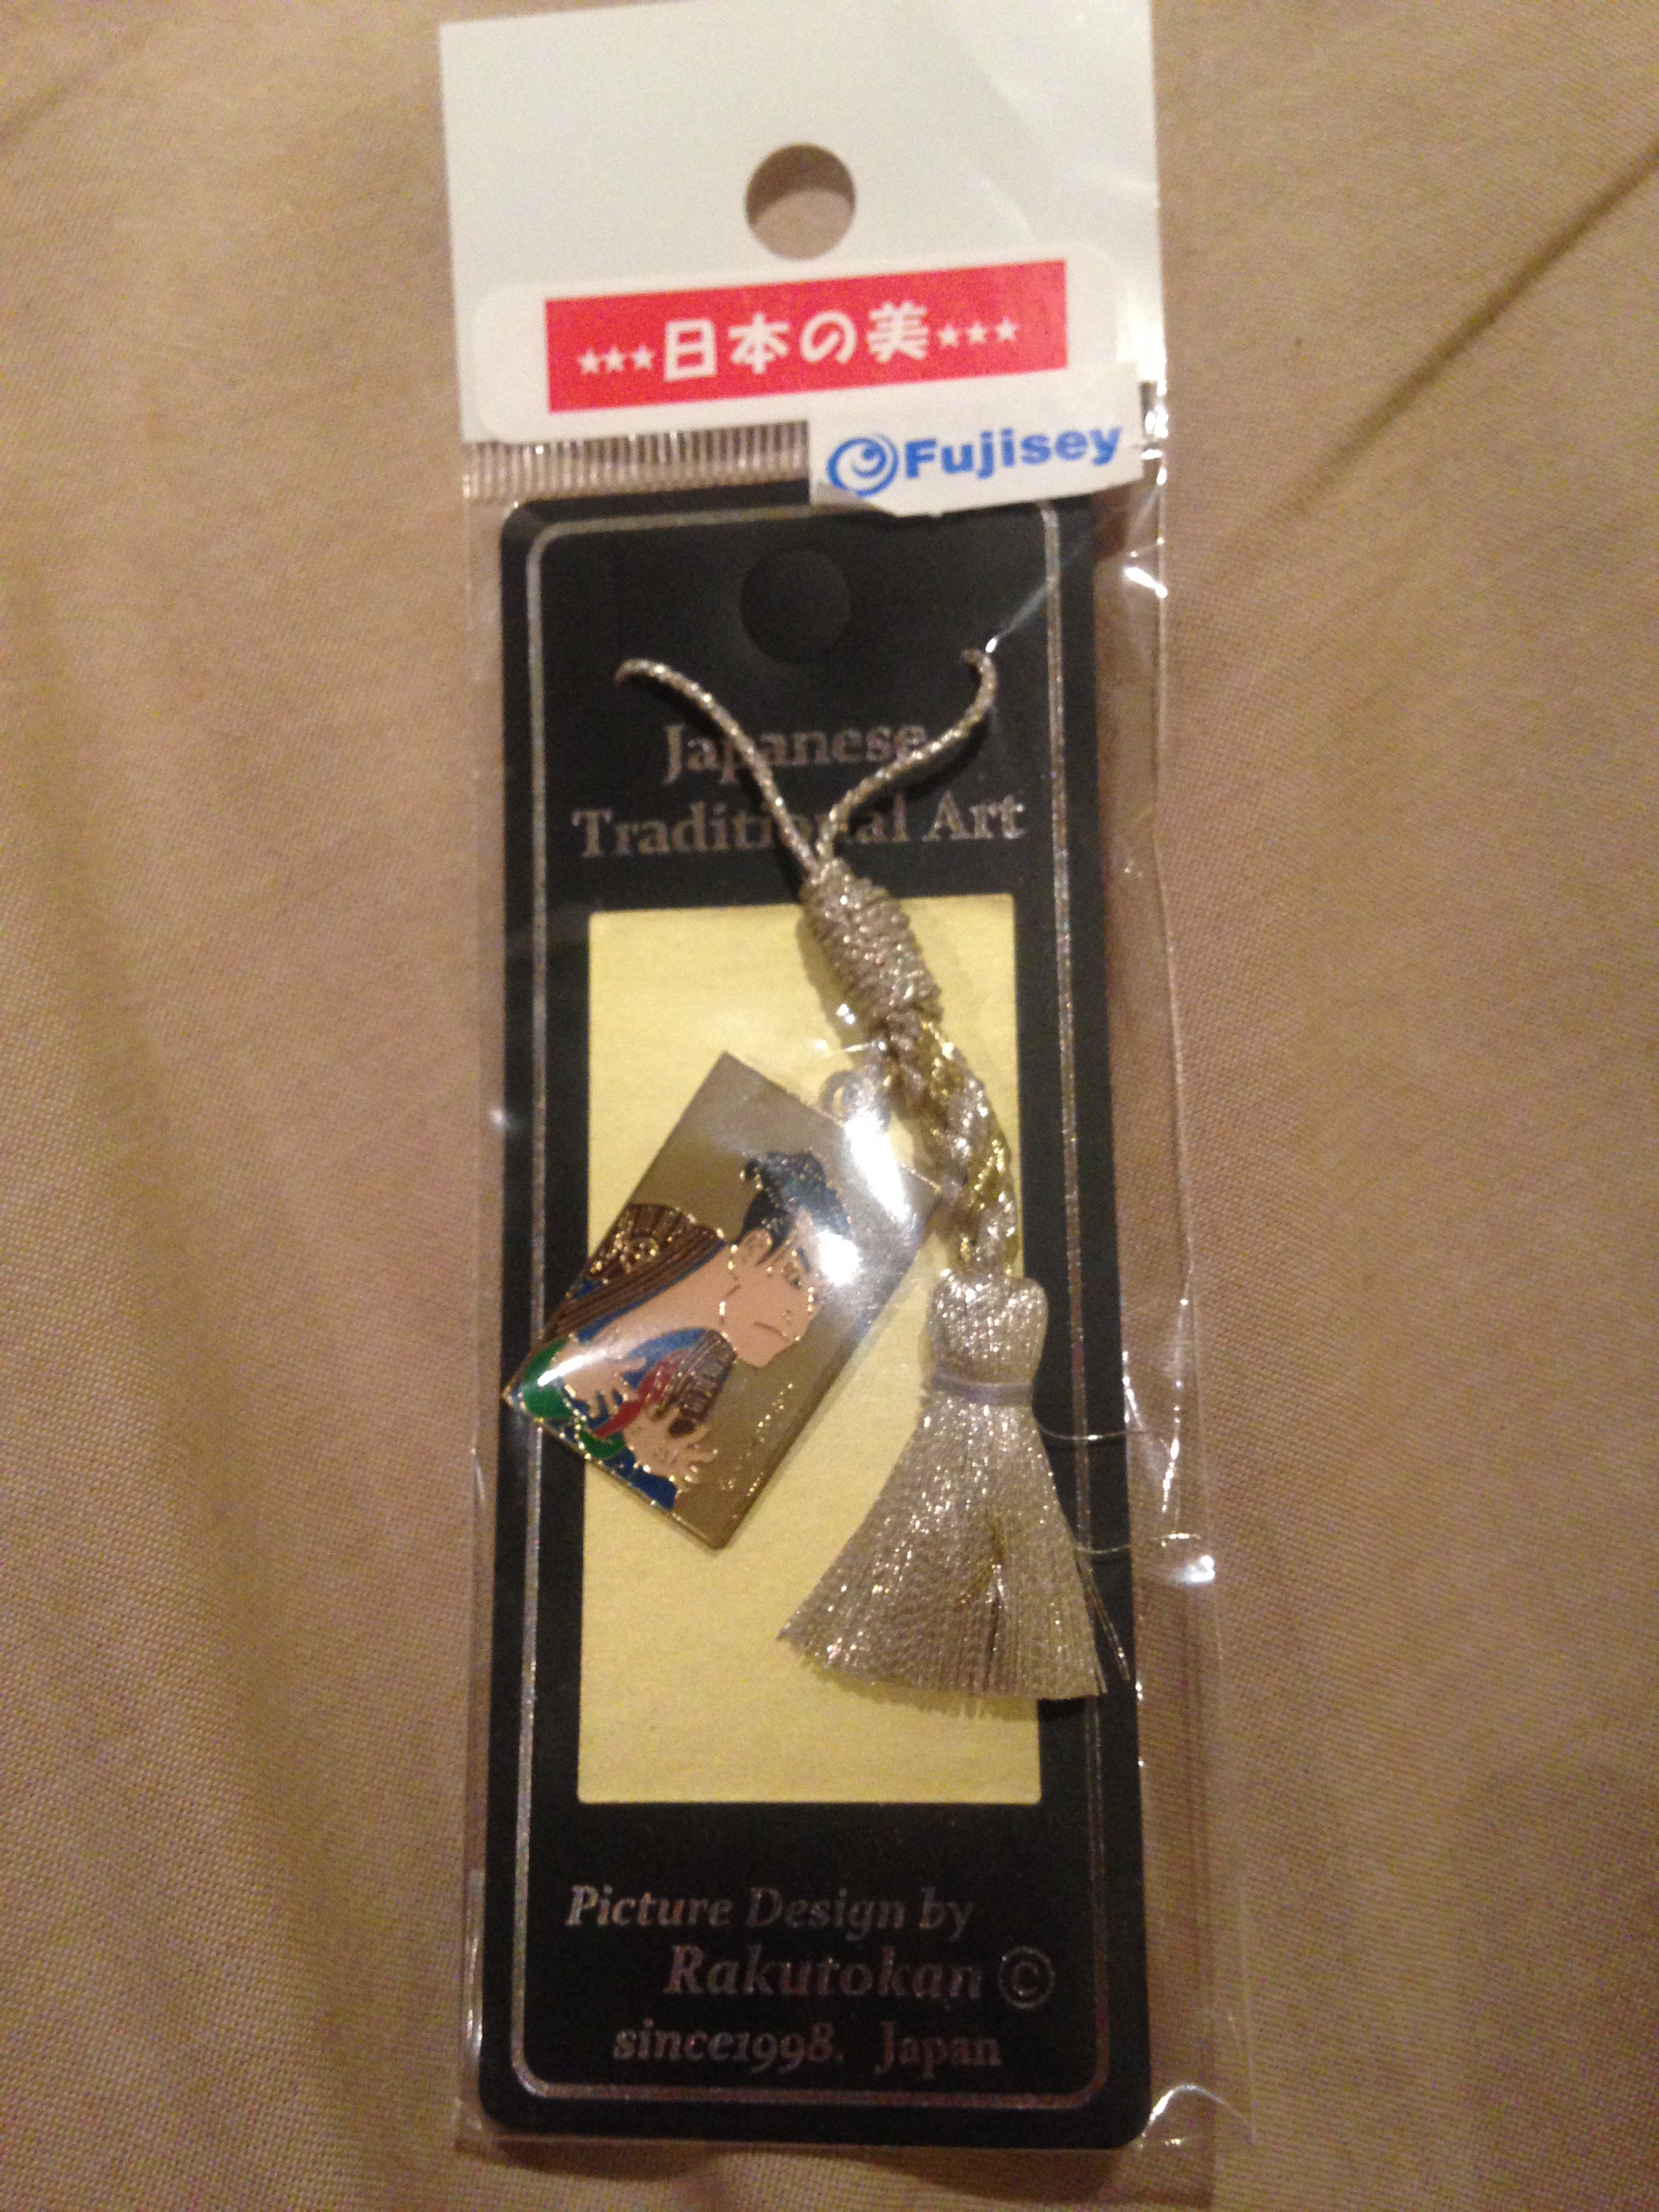 ★★★日本の美★★★
Fujisey
Japanese
Traditional Art
Picture Design by
Rakutokan ©
since1998. Japan